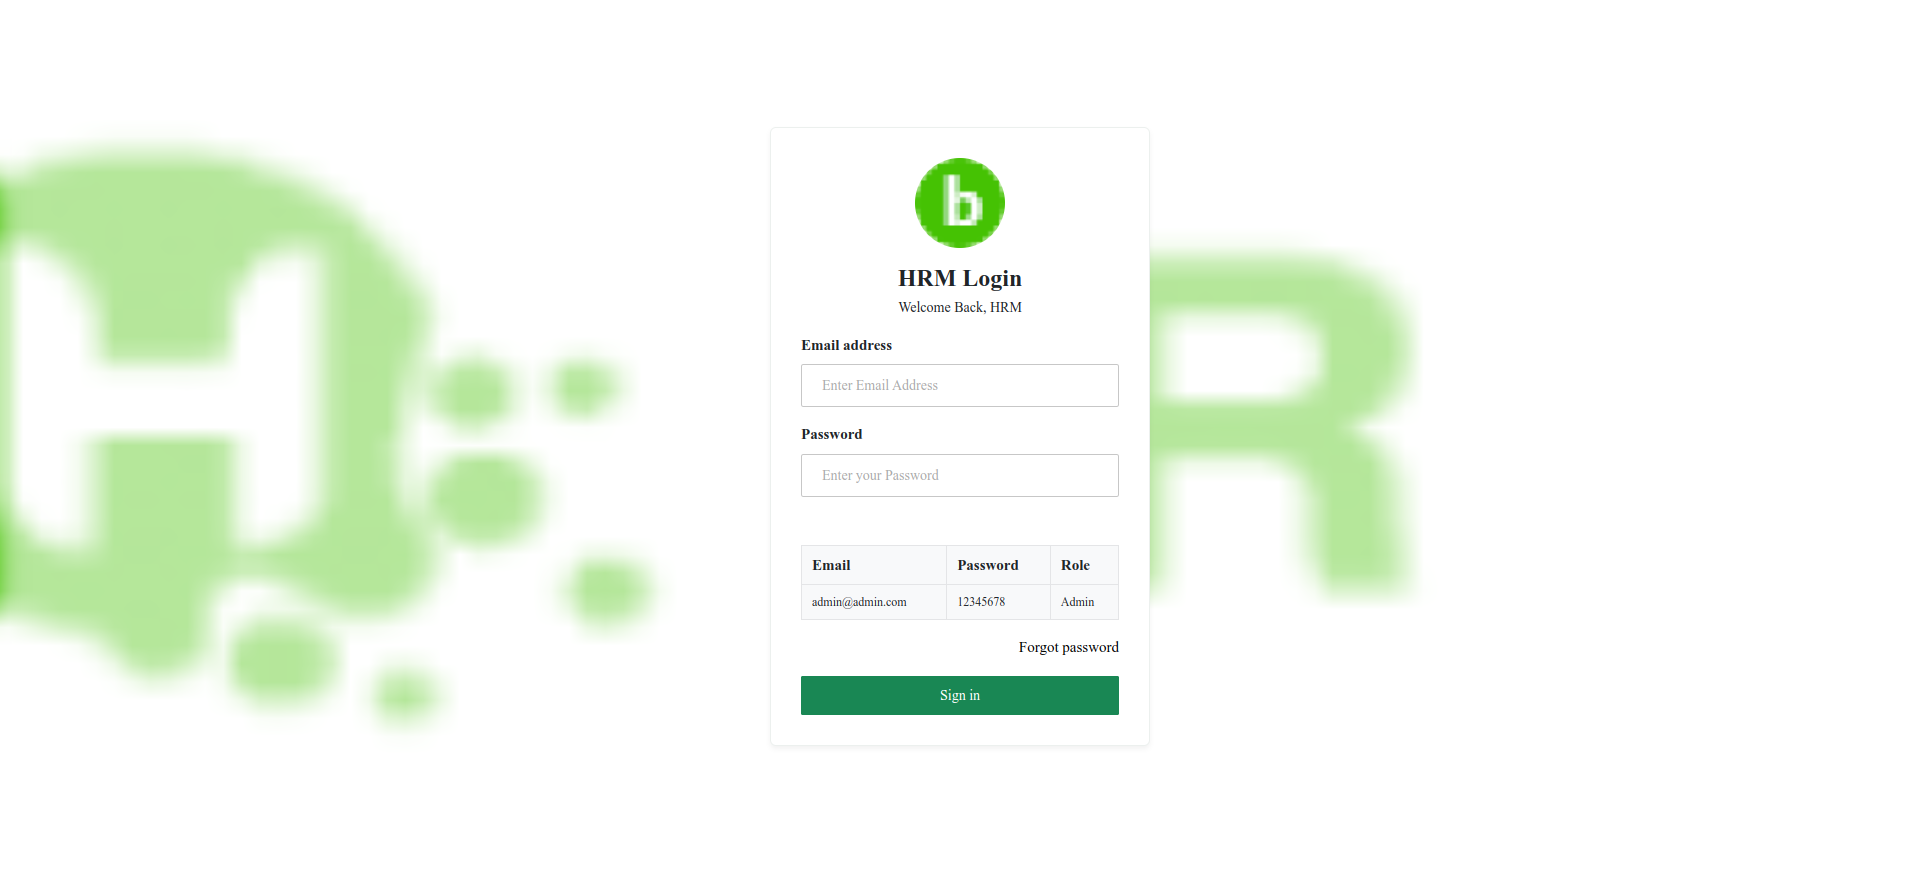 H
R
b
HRM Login
Welcome Back, HRM
Email address
Enter Email Address
Password
Enter your Password
Email Password Role
admin@admin.com 12345678 Admin
Forgot password
Sign in